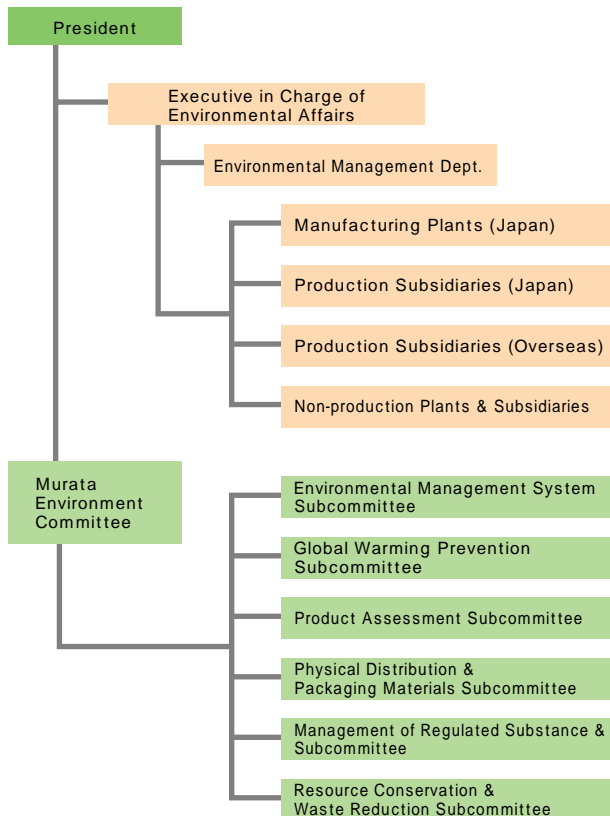 President
Executive in Charge of
Environmental Affairs
Environmental Management Dept.
Manufacturing Plants (Japan)
Production Subsidiaries (Japan)
Production Subsidiaries (Overseas)
Non-production Plants & Subsidiaries
Murata
Environment
Committee
Environmental Management System
Subcommittee
Global Warming Prevention
Subcommittee
Product Assessment Subcommittee
Physical Distribution &
Packaging Materials Subcommittee
Management of Regulated Substance &
Subcommittee
Resource Conservation &
Waste Reduction Subcommittee